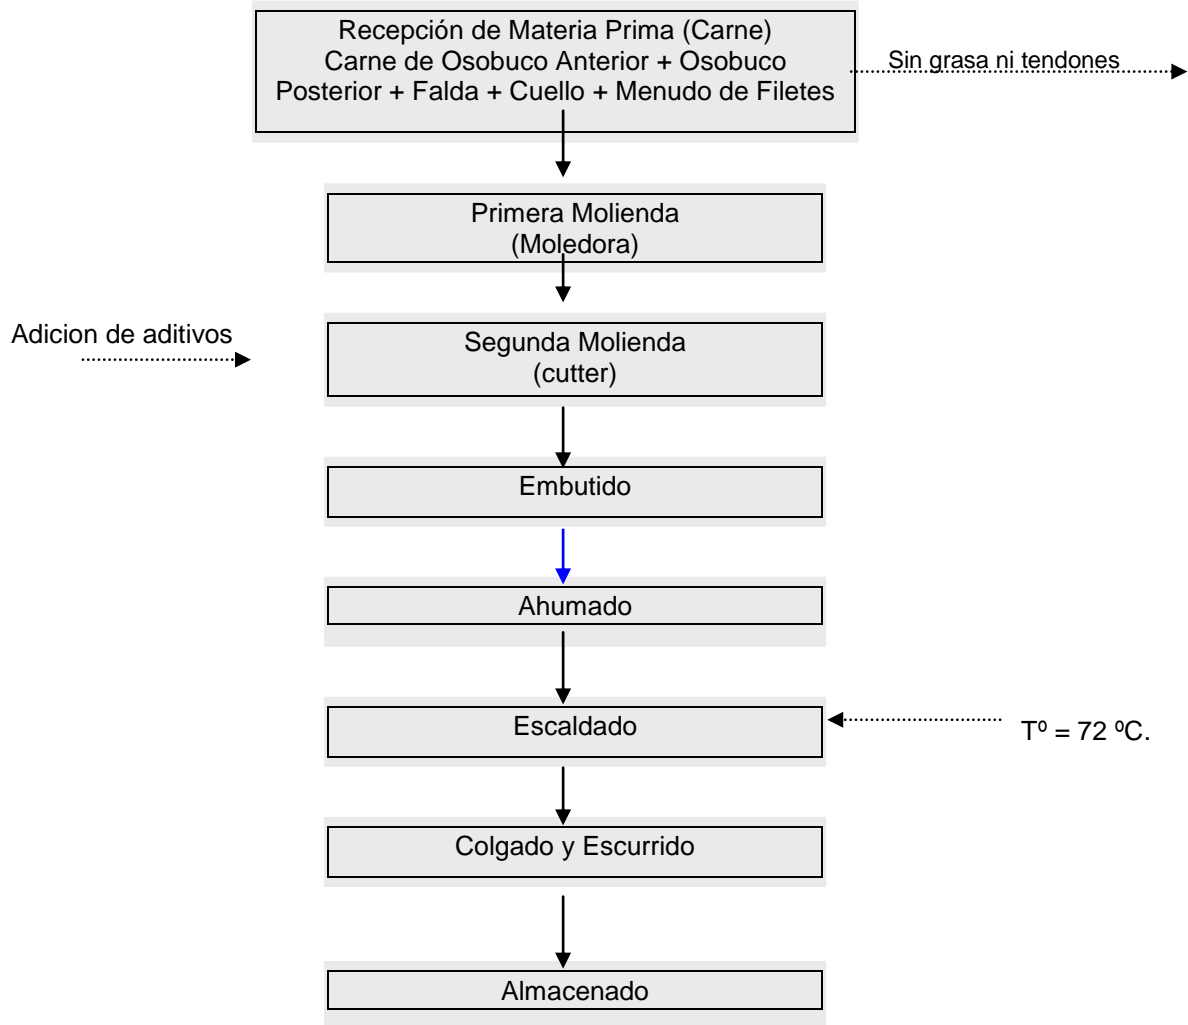 Recepción de Materia Prima (Carne)
Carne de Osobuco Anterior + Osobuco
Posterior + Falda + Cuello + Menudo de Filetes
Sin grasa ni tendones
Primera Molienda
(Moledora)
Adicion de aditivos
Segunda Molienda
(cutter)
Embutido
Ahumado
Escaldado
Tº = 72 ºC.
Colgado y Escurrido
Almacenado